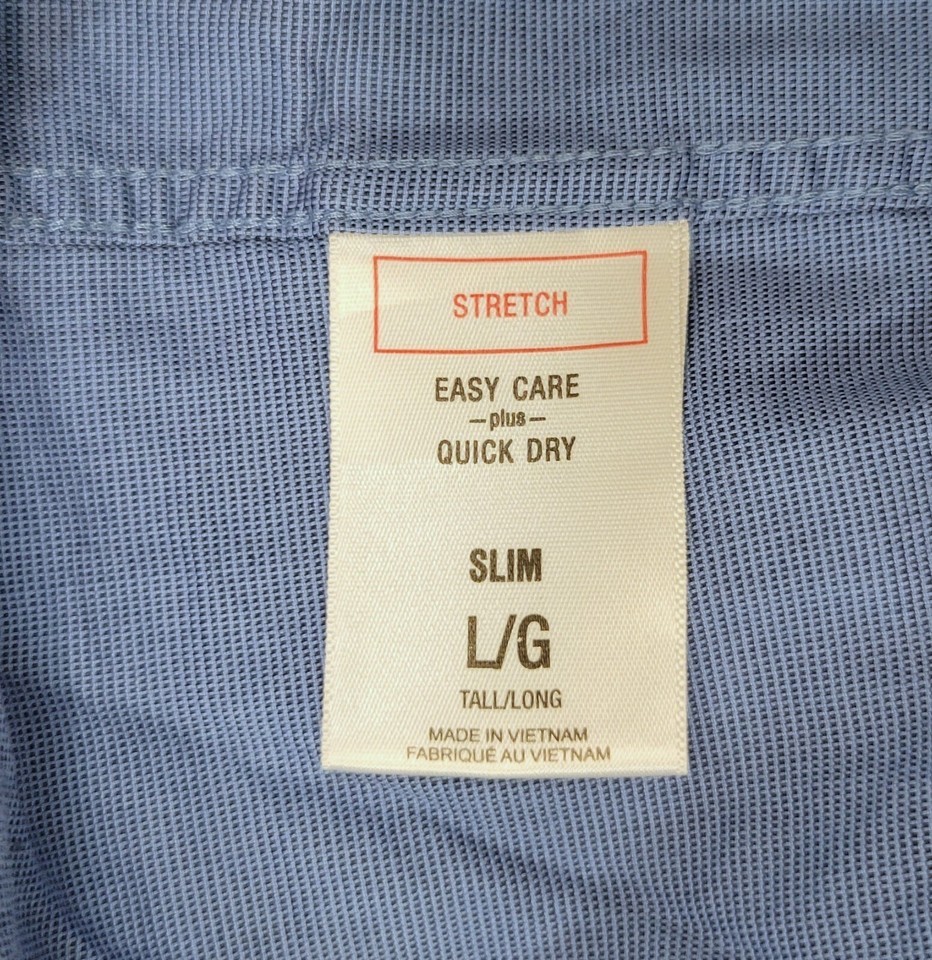 STRETCH
EASY CARE
—plus—
QUICK DRY
SLIM
L/G
TALL/LONG
MADE IN VIETNAM
FABRIQUÉ AU VIETNAM